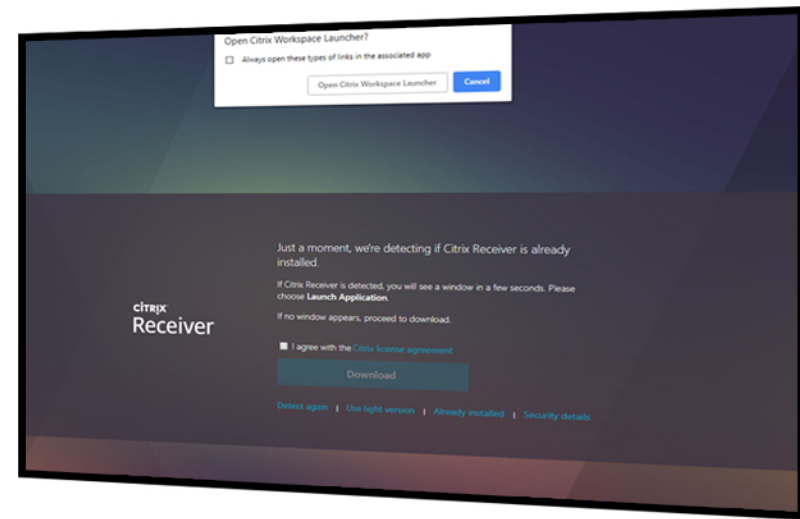 Open Citrix Workspace Launcher?
Always open these types of links in the associated app
Open Citrix Workspace Launcher Cancel
Just a moment, we're detecting if Citrix Receiver is already
installed.
If Citrix Receiver is detected, you will see a window in a few seconds. Please
choose Launch Application.
If no window appears, proceed to download.
CİTRIX
Receiver
I agree with the Citrix license agreement
Download
Detect again | Use light version | Already installed | Security details